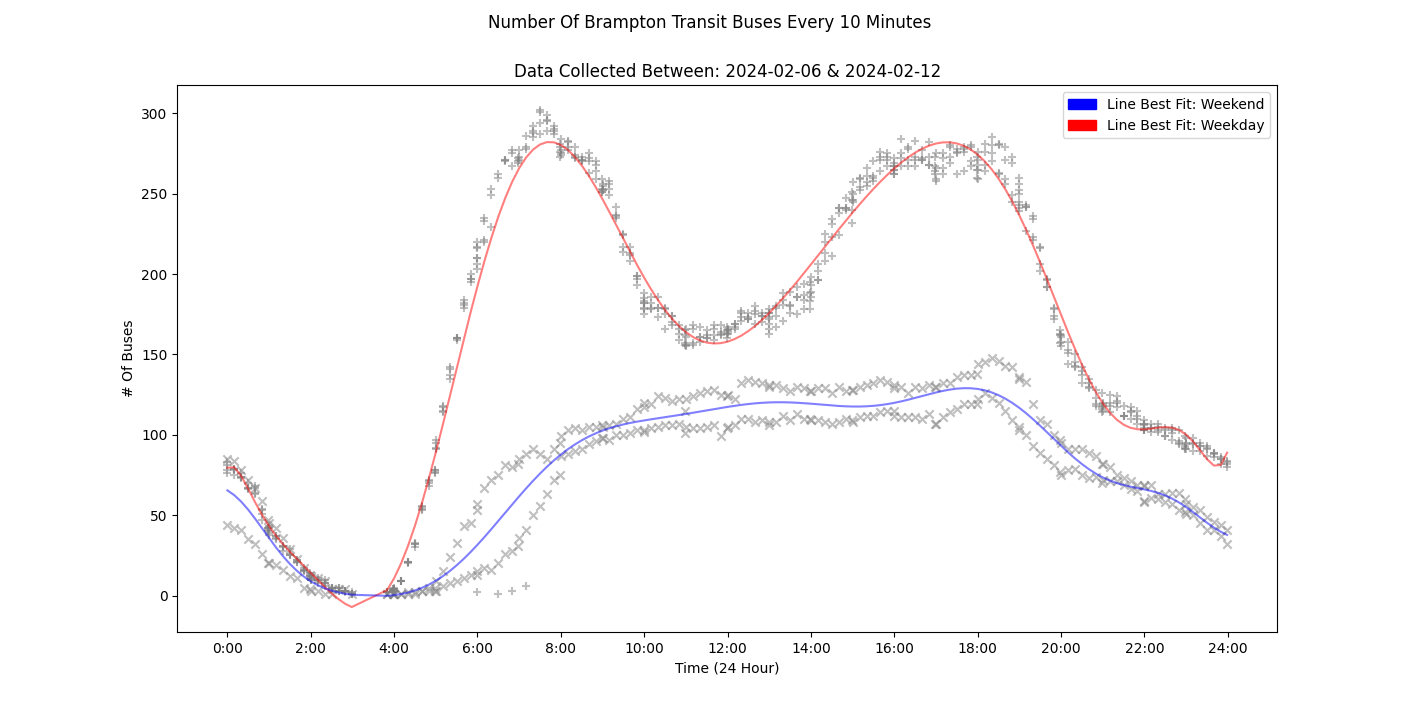 Number Of Brampton Transit Buses Every 10 Minutes
Data Collected Between: 2024-02-06 & 2024-02-12
Line Best Fit: Weekend
Line Best Fit: Weekday
# Of Buses
300
250
200
150
100
50
0
0:00 2:00 4:00 6:00 8:00 10:00 12:00 14:00 16:00 18:00 20:00 22:00 24:00
Time (24 Hour)